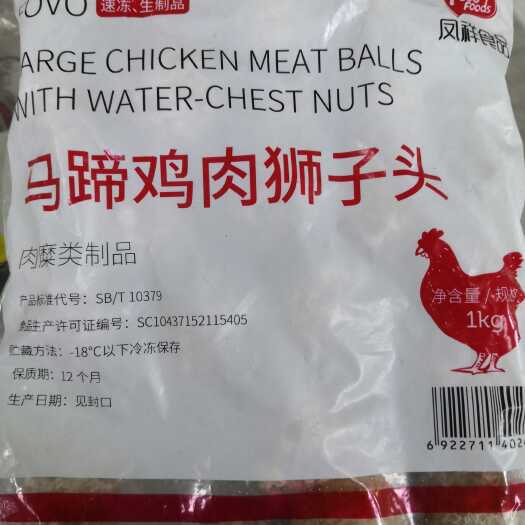 OVO 速冻、生制品
Foods
凤祥食品
ARGE CHICKEN MEAT BALLS
WITH WATER-CHEST NUTS
马蹄鸡肉狮子头
肉糜类制品
产品标准代号：SB/T 10379
食品生产许可证编号：SC10437152115405
贮藏方法：-18°C以下冷冻保存
保质期：12个月
生产日期：见封口
净含量/规格
1kg
6 922711 402